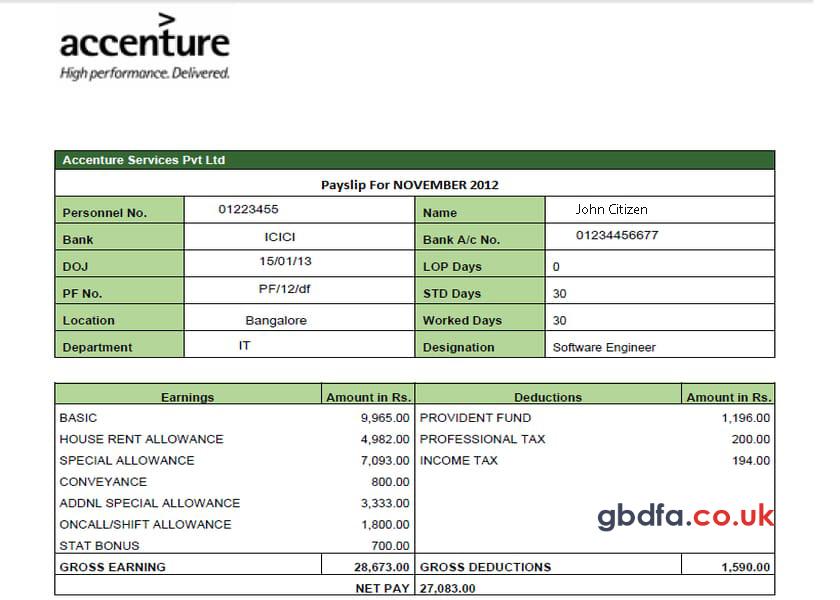 >
accenture
High performance. Delivered.
Accenture Services Pvt Ltd
Payslip For NOVEMBER 2012
Personnel No. 01223455 Name John Citizen
Bank ICICI Bank A/c No. 01234456677
DOJ 15/01/13 LOP Days 0
PF No. PF/12/df STD Days 30
Location Bangalore Worked Days 30
Department IT Designation Software Engineer
Earnings Amount in Rs. Deductions Amount in Rs.
BASIC 9,965.00 PROVIDENT FUND 1,196.00
HOUSE RENT ALLOWANCE 4,982.00 PROFESSIONAL TAX 200.00
SPECIAL ALLOWANCE 7,093.00 INCOME TAX 194.00
CONVEYANCE 800.00
ADDNL SPECIAL ALLOWANCE 3,333.00
gbdfa.co.uk
ONCALL/SHIFT ALLOWANCE 1,800.00
STAT BONUS 700.00
GROSS EARNING 28,673.00 GROSS DEDUCTIONS 1,590.00
NET PAY 27,083.00